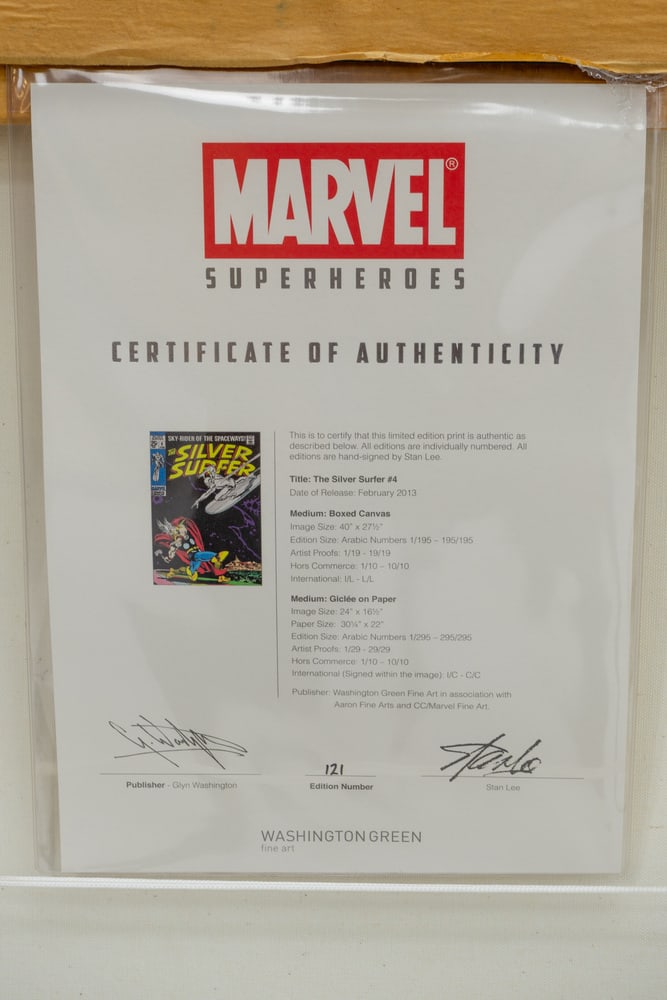 MARVEL®
SUPERHEROES
CERTIFICATE OF AUTHENTICITY
SKY-RIDER OF THE SPACEWAYS!
THE SILVER
SURFER
This is to certify that this limited edition print is authentic as
described below. All editions are individually numbered. All
editions are hand-signed by Stan Lee.
Title: The Silver Surfer #4
Date of Release: February 2013
Medium: Boxed Canvas
Image Size: 40" x 27½"
Edition Size: Arabic Numbers 1/195 – 195/195
Artist Proofs: 1/19 - 19/19
Hors Commerce: 1/10 – 10/10
International: I/L - L/L
Medium: Giclée on Paper
Image Size: 24" x 16½"
Paper Size: 30¼" x 22"
Edition Size: Arabic Numbers 1/295 – 295/295
Artist Proofs: 1/29 - 29/29
Hors Commerce: 1/10 – 10/10
International (Signed within the image): I/C - C/C
Publisher: Washington Green Fine Art in association with
Aaron Fine Arts and CC/Marvel Fine Art.
121
Stan Lee
Publisher - Glyn Washington
Edition Number
Stan Lee
WASHINGTON GREEN
fine art